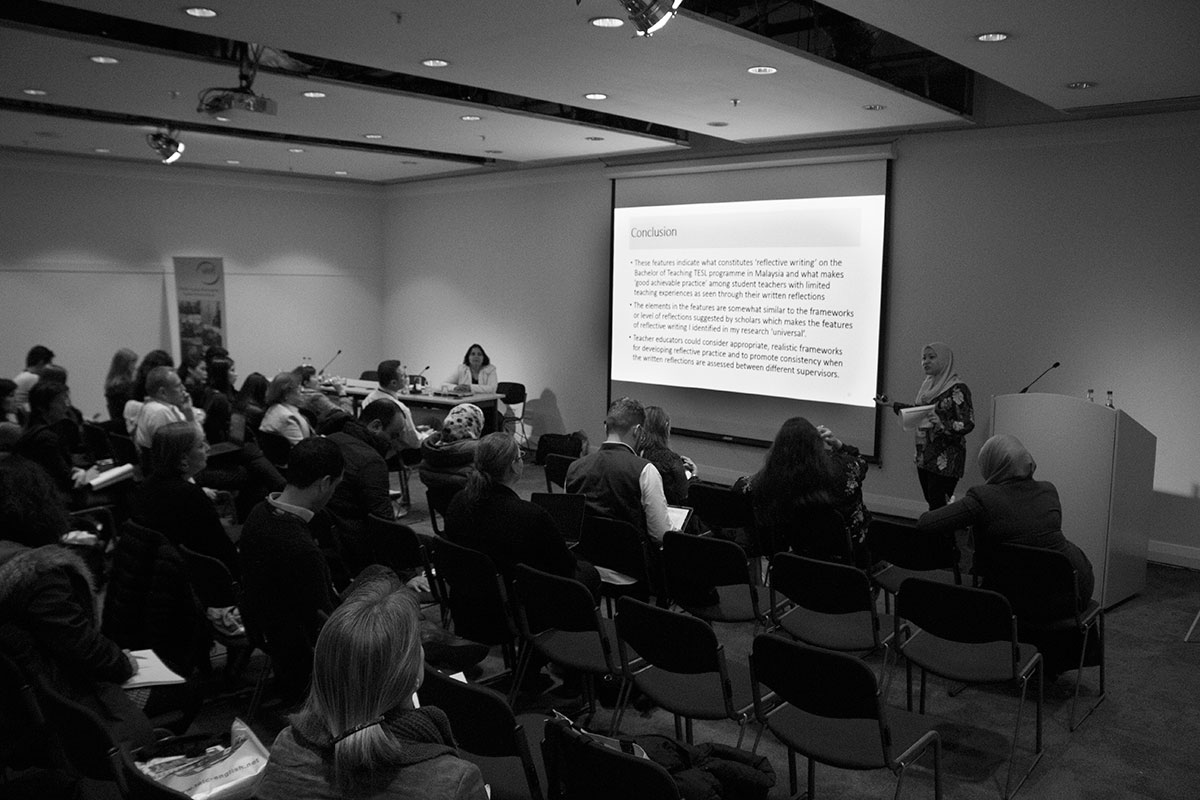 Conclusion
• These features indicate what constitutes 'reflective writing' on the
Bachelor of Teaching TESL programme in Malaysia and what makes
'good achievable practice' among student teachers with limited
teaching experiences as seen through their written reflections
• The elements in the features are somewhat similar to the frameworks
or level of reflections suggested by scholars which makes the features
of reflective writing I identified in my research 'universal'.
• Teacher educators could consider appropriate, realistic frameworks
for developing reflective practice and to promote consistency when
the written reflections are assessed between different supervisors.